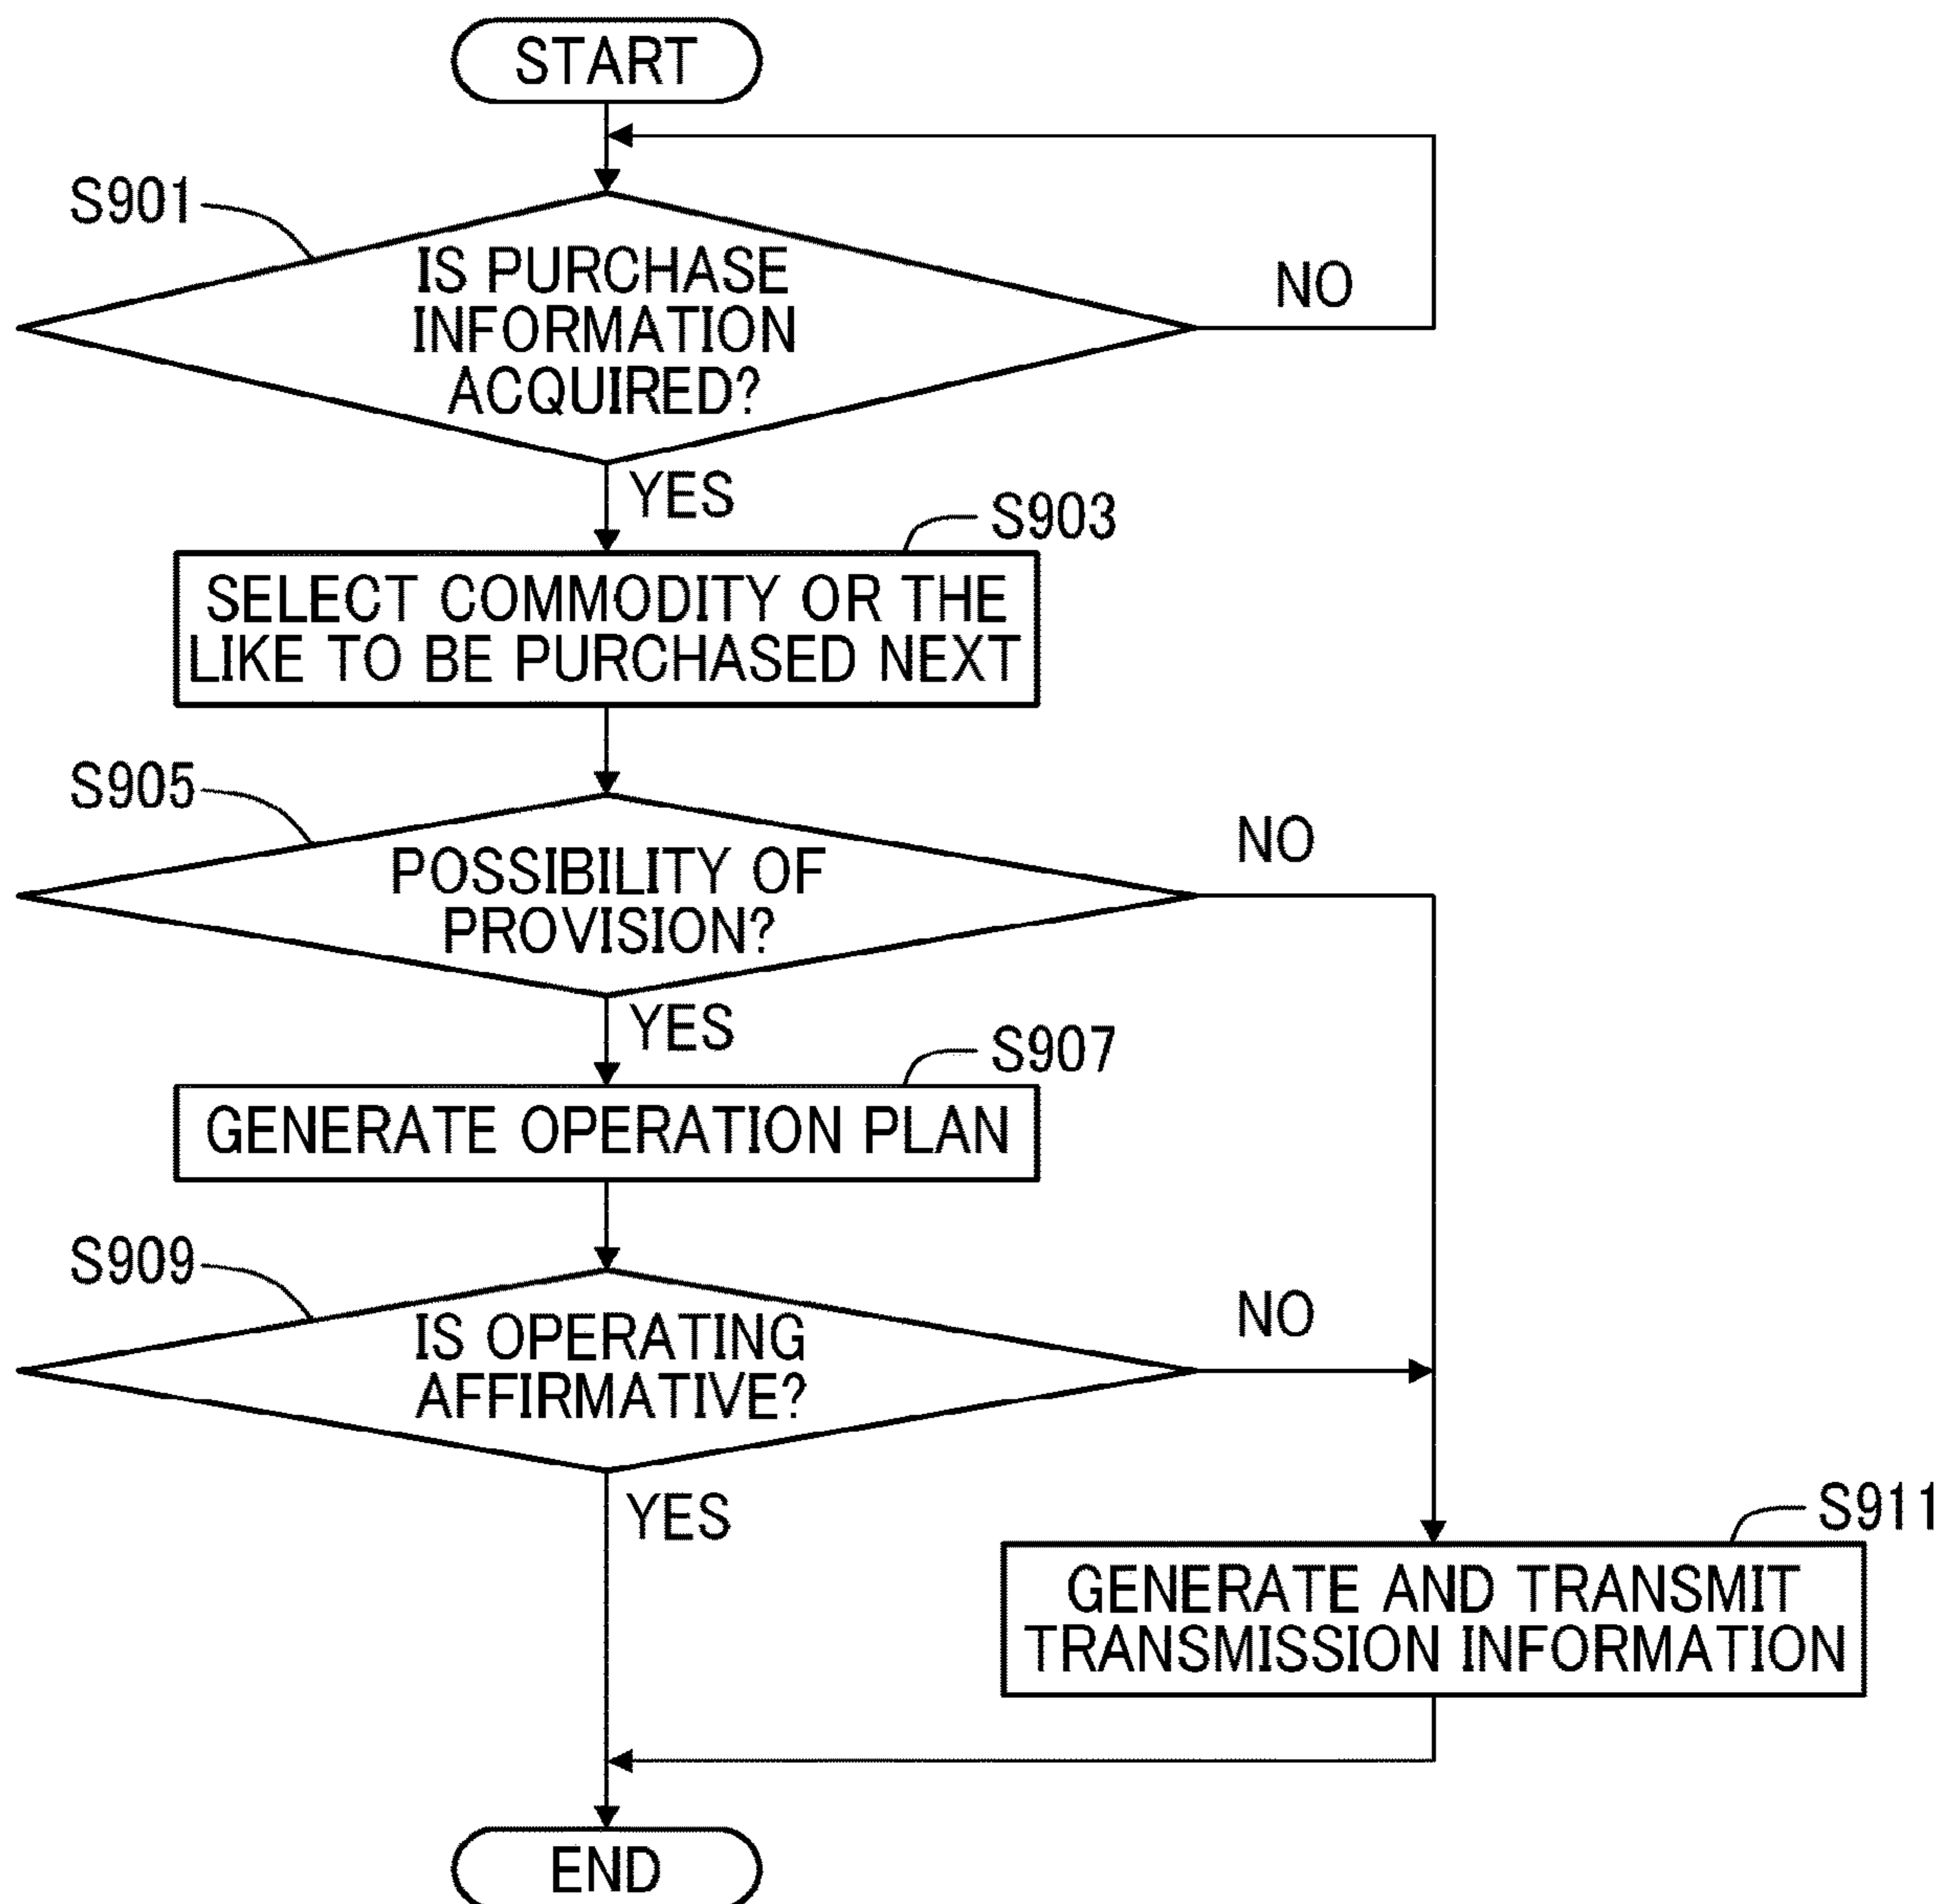 START
S901
IS PURCHASE
INFORMATION
ACQUIRED?
NO
YES
S903
SELECT COMMODITY OR THE
LIKE TO BE PURCHASED NEXT
S905
POSSIBILITY OF
PROVISION?
NO
YES
S907
GENERATE OPERATION PLAN
S909
IS OPERATING
AFFIRMATIVE?
NO
YES
S911
GENERATE AND TRANSMIT
TRANSMISSION INFORMATION
END